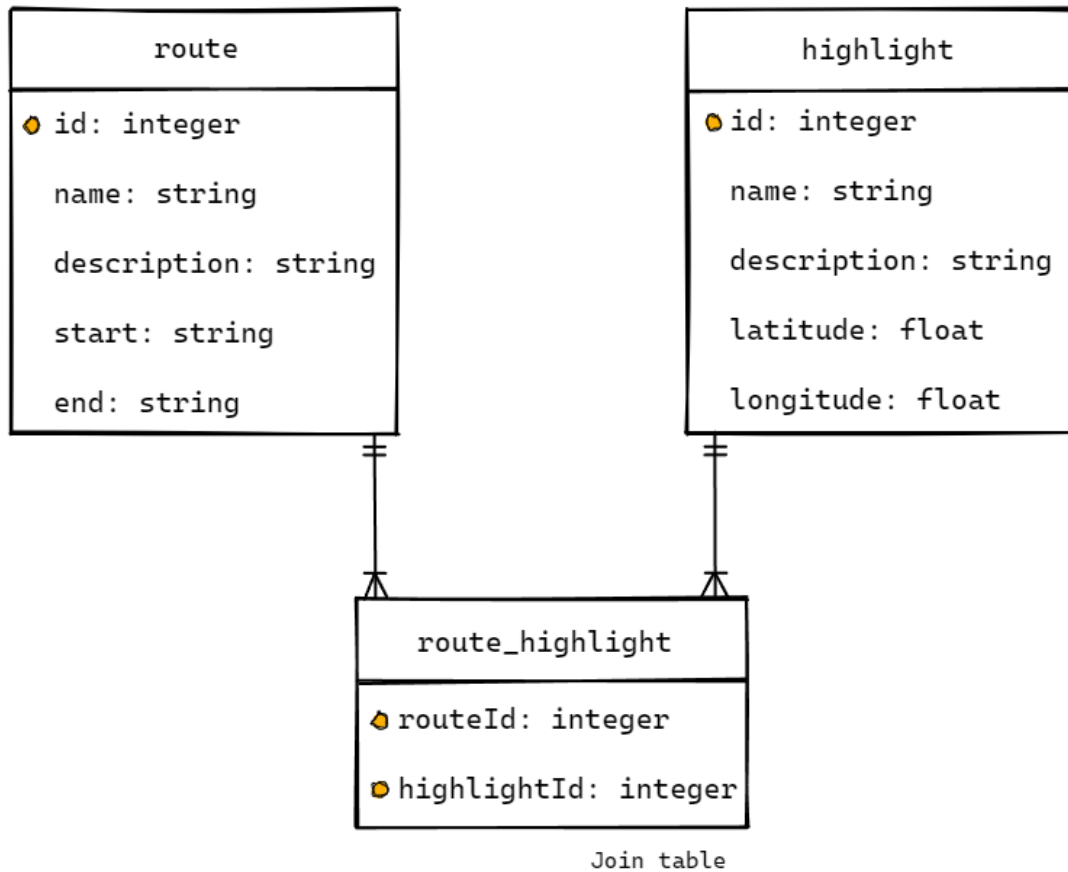 route
id: integer
name: string
description: string
start: string
end: string
highlight
id: integer
name: string
description: string
latitude: float
longitude: float
route_highlight
routeId: integer
highlightId: integer
Join table